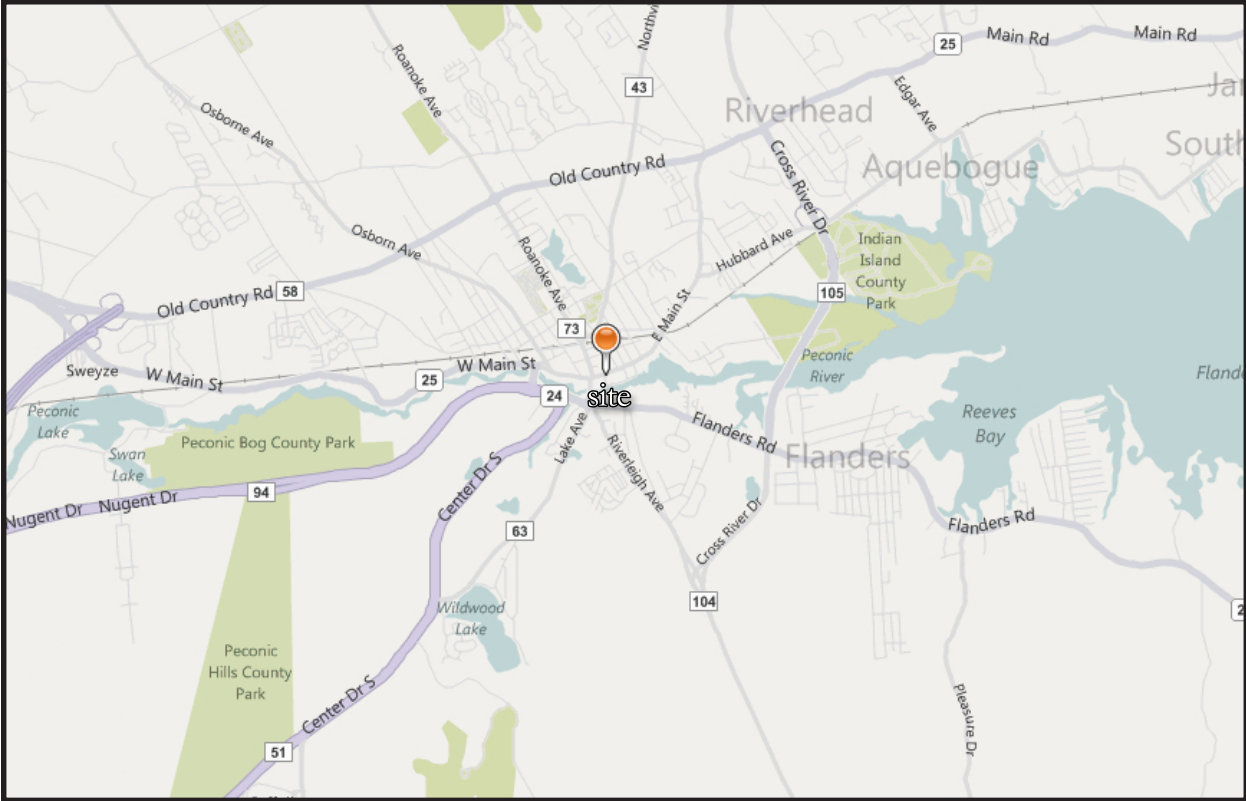 Northvi
25
Main Rd
Main Rd
Roanoke Ave
43
Edgar Ave
Osborne Ave
Riverhead
Cross River Dr
South
Old Country Rd
Aquebogue
Osborn Ave
Roanoke Ave
Hubbard Ave
Indian
Island
County
Park
Old Country Rd
58
105
E Main St
73
W Main St
Peconic
River
Sweyze
W Main St
25
24
site
Flande
Peconic
Lake
Peconic Bog County Park
Lake Ave
Flanders Rd
Reeves
Bay
Swan
Lake
Riverleigh Ave
Flanders
Center Dr S
94
Nugent Dr
Nugent Dr
Cross River Dr
Flanders Rd
63
104
Wildwood
Lake
2
Peconic
Hills County
Park
Center Dr S
Pleasure Dr
51